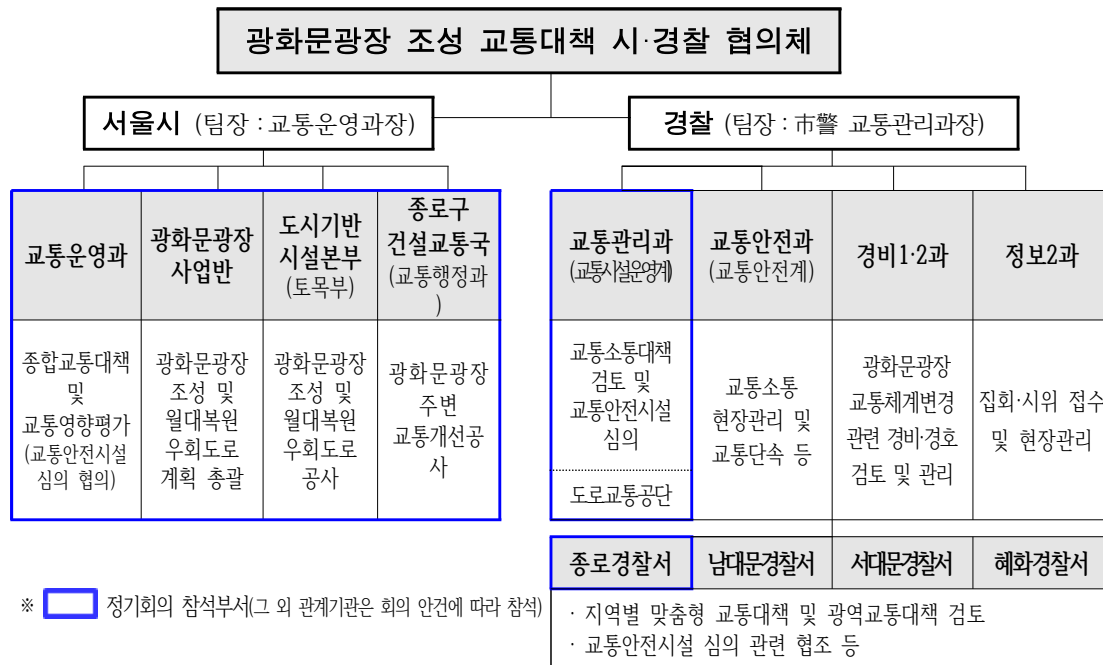 광화문광장 조성 교통대책 시·경찰 협의체
서울시 (팀장 : 교통운영과장)
경찰 (팀장 : 市警 교통관리과장)
교통운영과
광화문광장
사업반
도시기반
시설본부
(토목부)
종로구
건설교통국
(교통행정과
)
교통관리과
(교통시설운영계)
교통안전과
(교통안전계)
경비1·2과
정보2과
종합교통대책
및
교통영향평가
(교통안전시설
심의 협의)
광화문광장
조성 및
월대복원
우회도로
계획 총괄
광화문광장
조성 및
월대복원
우회도로
공사
광화문광장
주변
교통개선공
사
교통소통대책
검토 및
교통안전시설
심의
도로교통공단
교통소통
현장관리 및
교통단속 등
광화문광장
교통체계변경
관련 경비·경호
검토 및 관리
집회·시위 접수
및 현장관리
종로경찰서
남대문경찰서
서대문경찰서
혜화경찰서
· 지역별 맞춤형 교통대책 및 광역교통대책 검토
· 교통안전시설 심의 관련 협조 등
※ 정기회의 참석부서(그 외 관계기관은 회의 안건에 따라 참석)